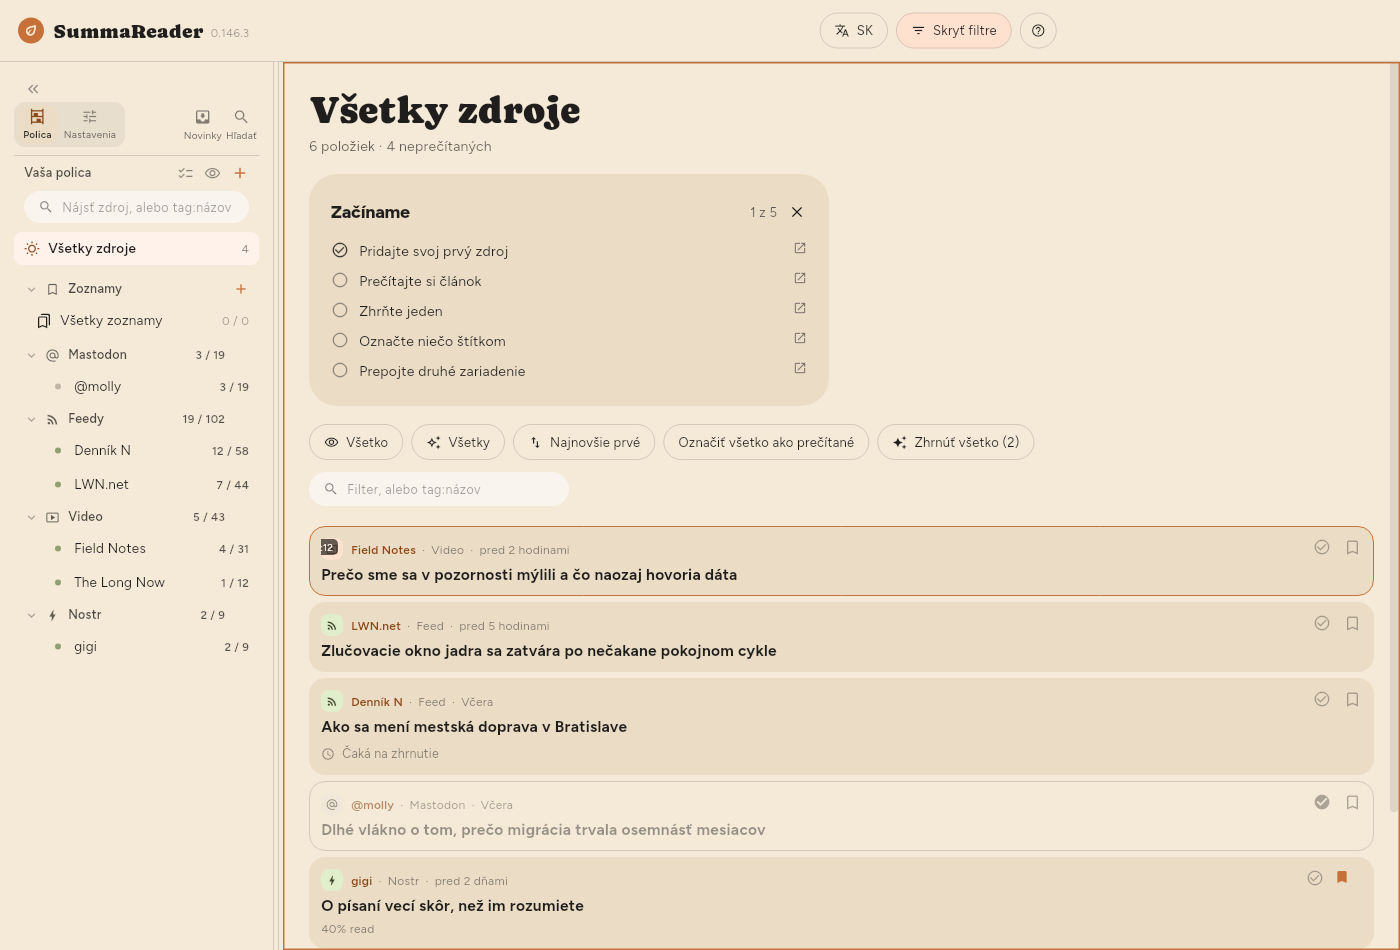 SummaReader 0.146.3
SK
Skryť filtre
Polica
Nastavenia
Novinky
Hľadať
Vaša polica
Nájsť zdroj, alebo tag:názov
Všetky zdroje 4
Zoznamy
Všetky zoznamy 0 / 0
Mastodon 3 / 19
@molly 3 / 19
Feedy 19 / 102
Denník N 12 / 58
LWN.net 7 / 44
Video 5 / 43
Field Notes 4 / 31
The Long Now 1 / 12
Nostr 2 / 9
gigi 2 / 9
Všetky zdroje
6 položiek · 4 neprečítaných
Začíname 1 z 5
Pridajte svoj prvý zdroj
Prečítajte si článok
Zhrňte jeden
Označte niečo štítkom
Prepojte druhé zariadenie
Všetko
Všetky
Najnovšie prvé
Označiť všetko ako prečítané
Zhrnúť všetko (2)
Filter, alebo tag:názov
:12 Field Notes · Video · pred 2 hodinami
Prečo sme sa v pozornosti mýlili a čo naozaj hovoria dáta
LWN.net · Feed · pred 5 hodinami
Zlučovacie okno jadra sa zatvára po nečakane pokojnom cykle
Denník N · Feed · Včera
Ako sa mení mestská doprava v Bratislave
Čaká na zhrnutie
@molly · Mastodon · Včera
Dlhé vlákno o tom, prečo migrácia trvala osemnásť mesiacov
gigi · Nostr · pred 2 dňami
O písaní vecí skôr, než im rozumiete
40% read